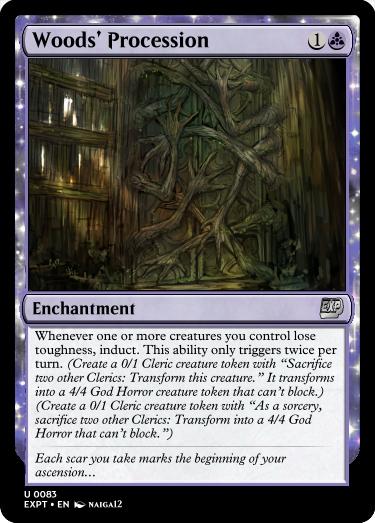 Woods' Procession 1
Enchantment
EXP
Whenever one or more creatures you control lose
toughness, induct. This ability only triggers twice per
turn. (Create a 0/1 Cleric creature token with “Sacrifice
two other Clerics: Transform this creature.” It transforms
into a 4/4 God Horror creature token that can't block.)
(Create a 0/1 Cleric creature token with “As a sorcery,
sacrifice two other Clerics: Transform into a 4/4 God
Horror that can't block.”)
Each scar you take marks the beginning of your
ascension…
U 0083
EXPT • EN NAIGA12